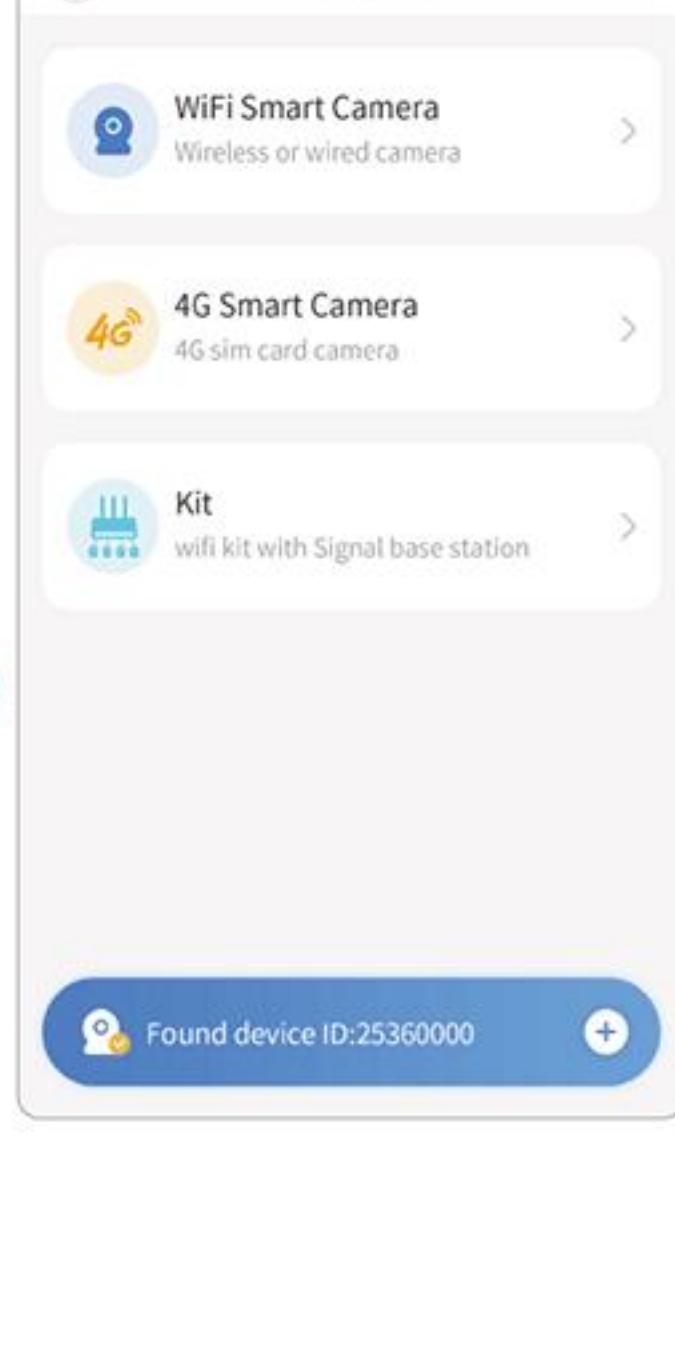 WiFi Smart Camera
Wireless or wired camera
4G Smart Camera
4G sim card camera
Kit
wifi kit with Signal base station
Found device ID:25360000